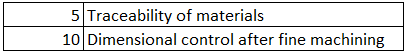 5 Traceability of materials
10 Dimensional control after fine machining